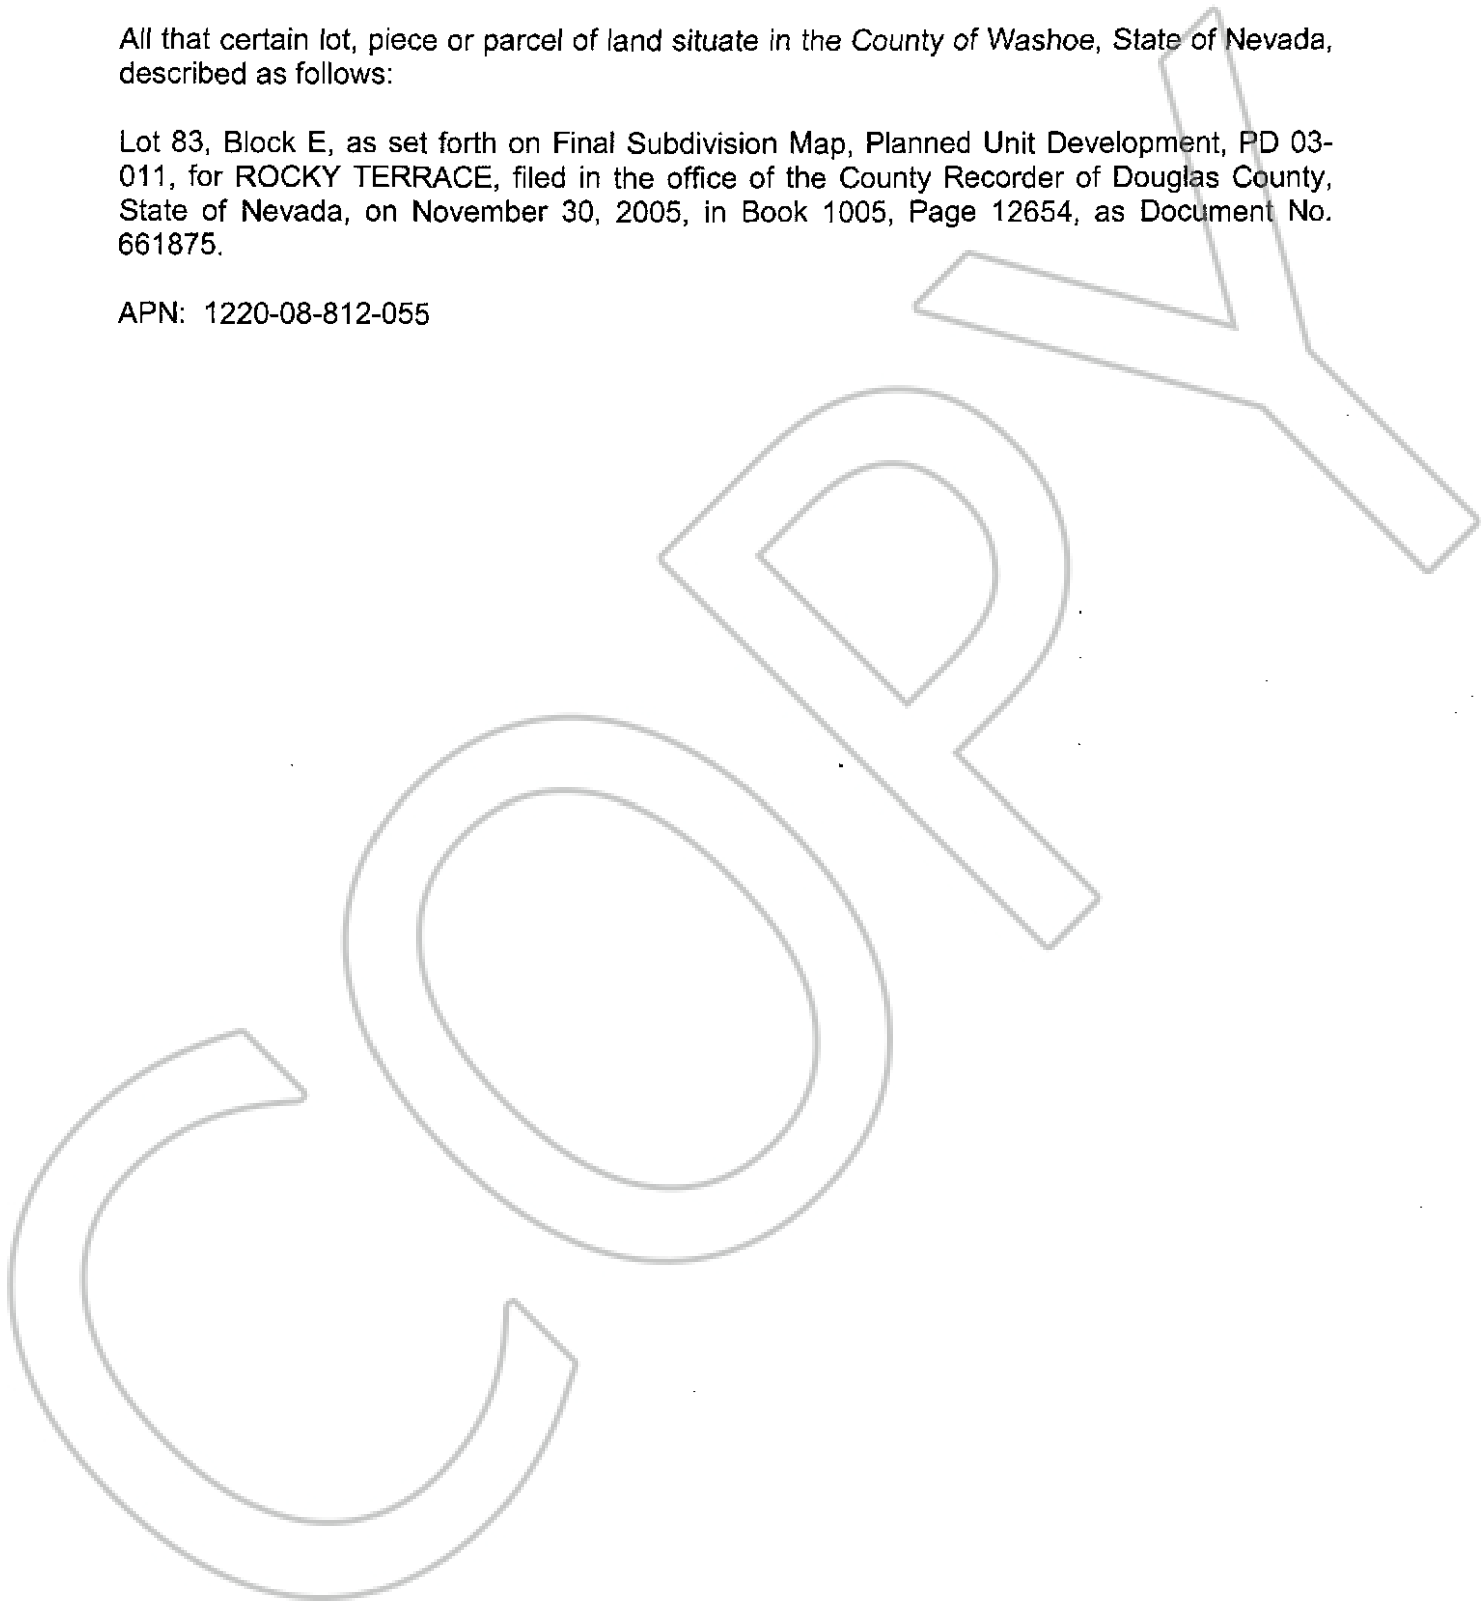 All that certain lot, piece or parcel of land situate in the County of Washoe, State of Nevada,
described as follows:
Lot 83, Block E, as set forth on Final Subdivision Map, Planned Unit Development, PD 03-
011, for ROCKY TERRACE, filed in the office of the County Recorder of Douglas County,
State of Nevada, on November 30, 2005, in Book 1005, Page 12654, as Document No.
661875.
APN: 1220-08-812-055
COPY